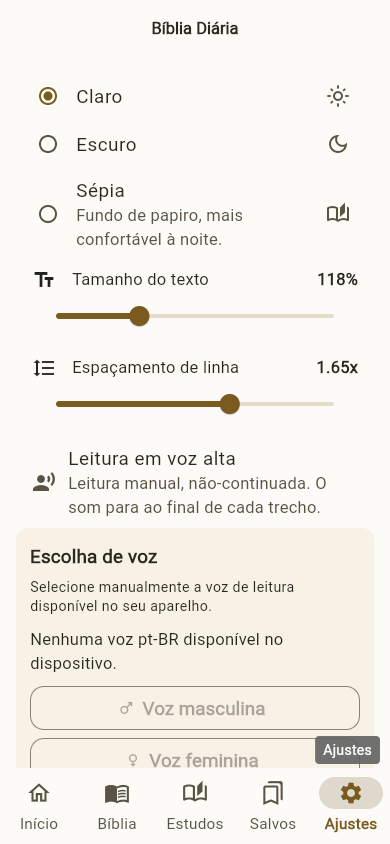 Bíblia Diária
Claro
Escuro
Sépia
Fundo de papiro, mais
confortável à noite.
Tamanho do texto 118%
Espaçamento de linha 1.65x
Leitura em voz alta
Leitura manual, não-continuada. O
som para ao final de cada trecho.
Escolha de voz
Selecione manualmente a voz de leitura
disponível no seu aparelho.
Nenhuma voz pt-BR disponível no
dispositivo.
♂ Voz masculina
♀ Voz feminina
Ajustes
Início Bíblia Estudos Salvos Ajustes